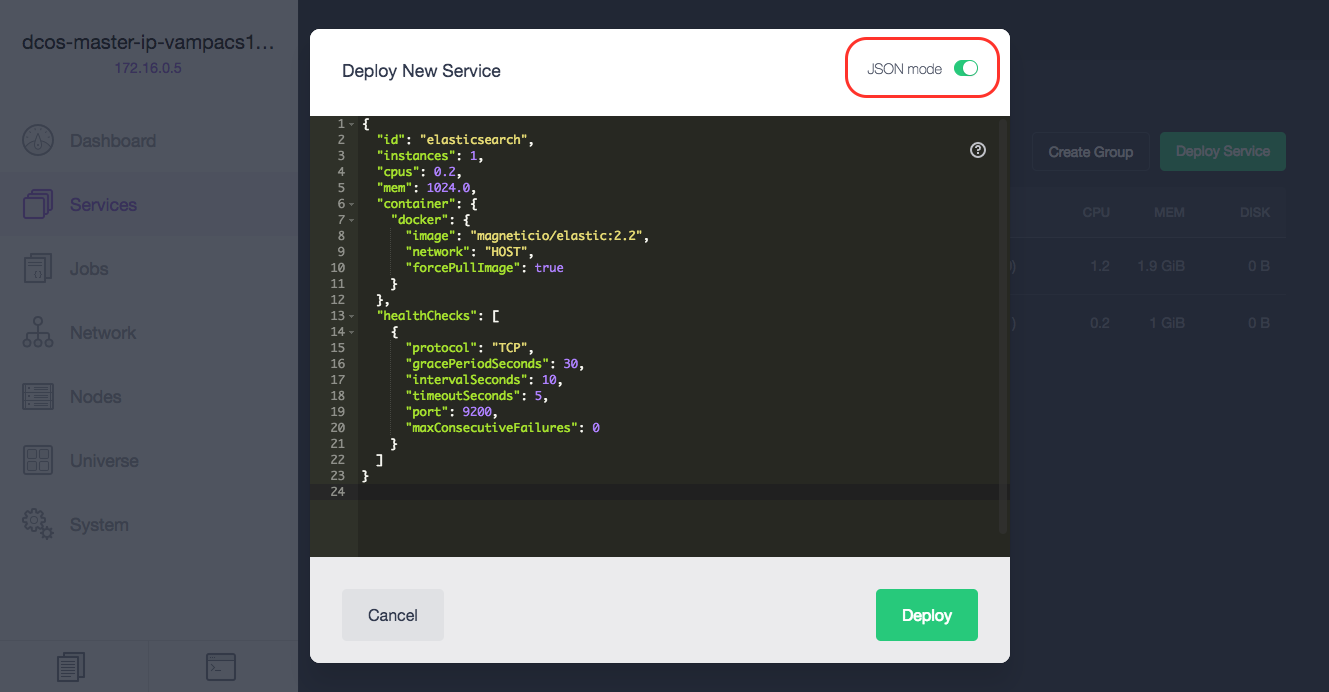 dcos-master-ip-vampacs1...
172.16.0.5
Dashboard
Services
Jobs
Network
Nodes
Universe
System
Deploy New Service
JSON mode
1 {
2   "id": "elasticsearch",
3   "instances": 1,
4   "cpus": 0.2,
5   "mem": 1024.0,
6   "container": {
7     "docker": {
8       "image": "magneticio/elastic:2.2",
9       "network": "HOST",
10       "forcePullImage": true
11     }
12   },
13   "healthChecks": [
14     {
15       "protocol": "TCP",
16       "gracePeriodSeconds": 30,
17       "intervalSeconds": 10,
18       "timeoutSeconds": 5,
19       "port": 9200,
20       "maxConsecutiveFailures": 0
21     }
22   ]
23 }
24
Cancel
Deploy
Create Group
Deploy Service
CPU MEM DISK
1.2 1.9 GiB 0 B
0.2 1 GiB 0 B